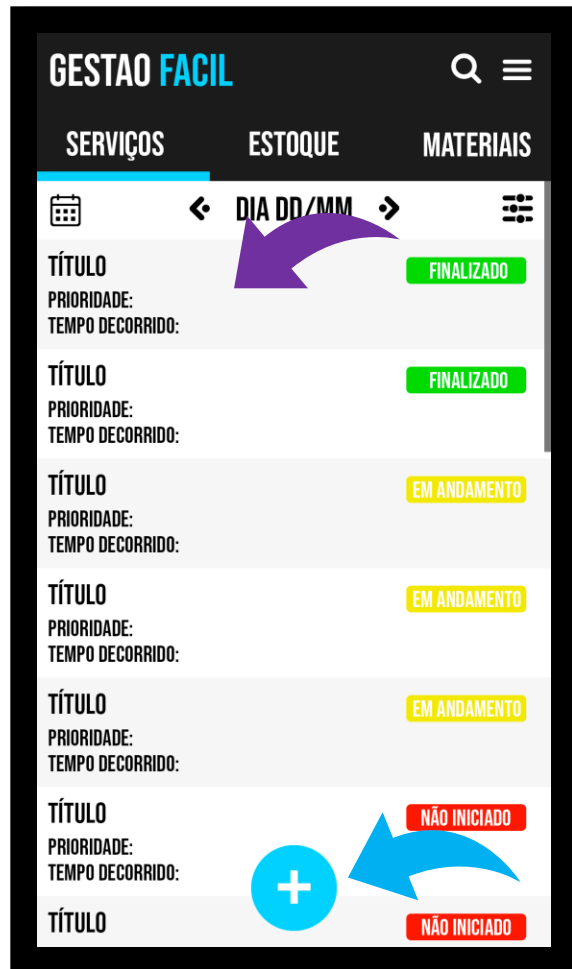 GESTAO FACIL
SERVIÇOS ESTOQUE MATERIAIS
DIA DD/MM
TÍTULO FINALIZADO
PRIORIDADE:
TEMPO DECORRIDO:
TÍTULO FINALIZADO
PRIORIDADE:
TEMPO DECORRIDO:
TÍTULO EM ANDAMENTO
PRIORIDADE:
TEMPO DECORRIDO:
TÍTULO EM ANDAMENTO
PRIORIDADE:
TEMPO DECORRIDO:
TÍTULO EM ANDAMENTO
PRIORIDADE:
TEMPO DECORRIDO:
TÍTULO NÃO INICIADO
PRIORIDADE:
TEMPO DECORRIDO:
TÍTULO NÃO INICIADO